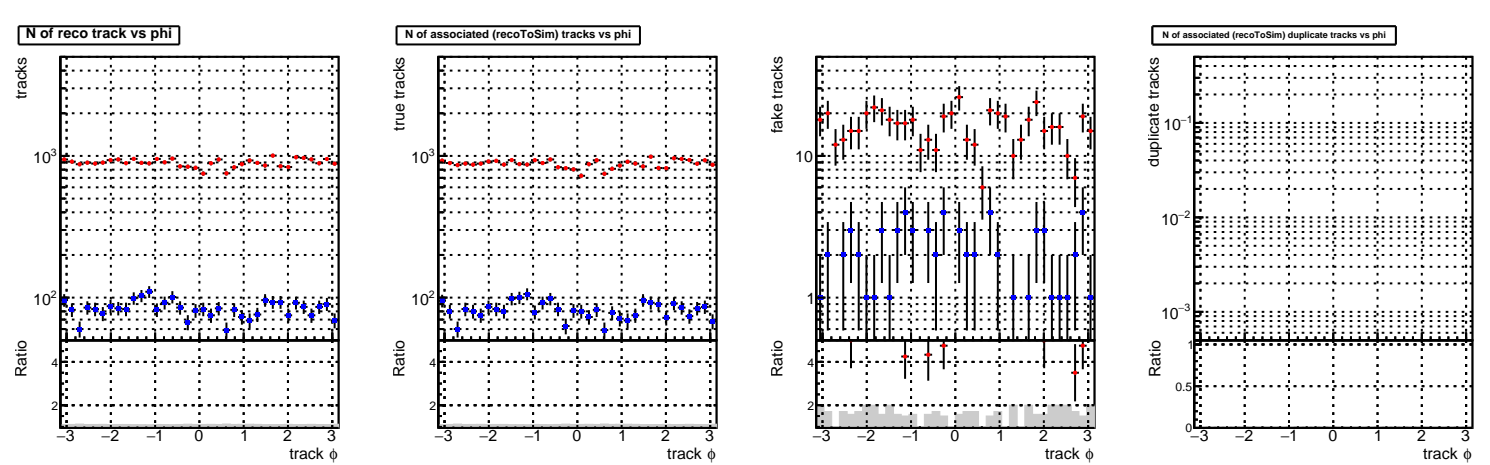 N of reco track vs phi
tracks
10³
10²
Ratio
4
2
−3 −2 −1 0 1 2 3
track ϕ
N of associated (recoToSim) tracks vs phi
true tracks
10³
10²
Ratio
4
2
−3 −2 −1 0 1 2 3
track ϕ
fake tracks
10
1
Ratio
4
2
−3 −2 −1 0 1 2 3
track ϕ
N of associated (recoToSim) duplicate tracks vs phi
duplicate tracks
10⁻¹
10⁻²
10⁻³
Ratio
1
0.5
0
−3 −2 −1 0 1 2 3
track ϕ